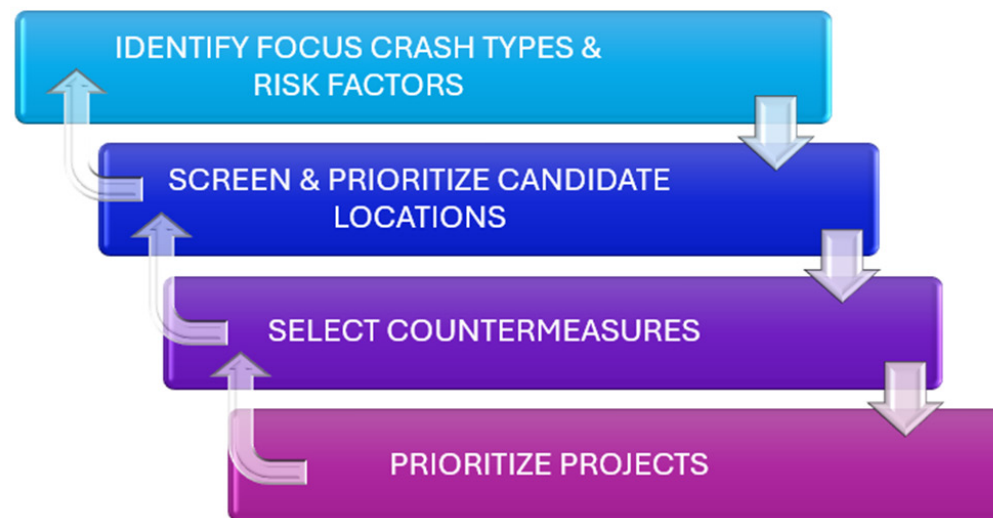 IDENTIFY FOCUS CRASH TYPES &
RISK FACTORS
SCREEN & PRIORITIZE CANDIDATE
LOCATIONS
SELECT COUNTERMEASURES
PRIORITIZE PROJECTS